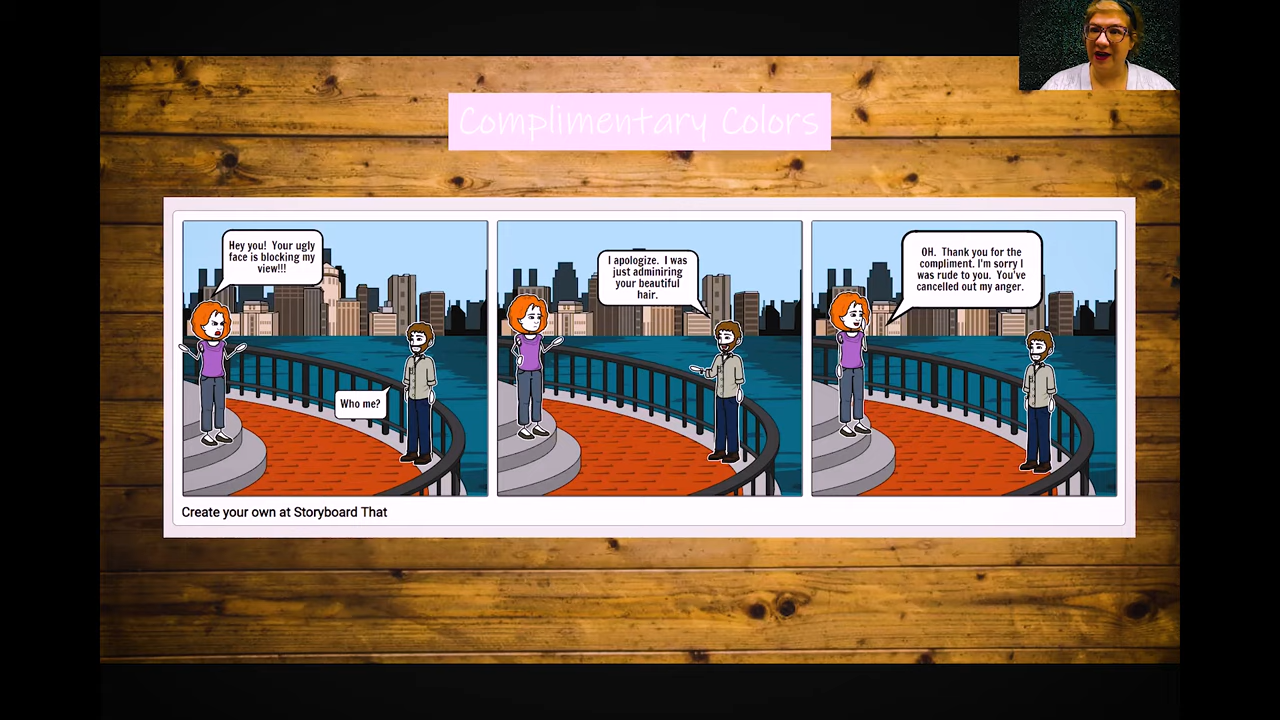 Complimentary Colors
Hey you!  Your ugly
face is blocking my
view!!!
Who me?
I apologize.  I was
just adminiring
your beautiful
hair.
OH.  Thank you for the
compliment. I'm sorry I
was rude to you.  You've
cancelled out my anger.
Create your own at Storyboard That